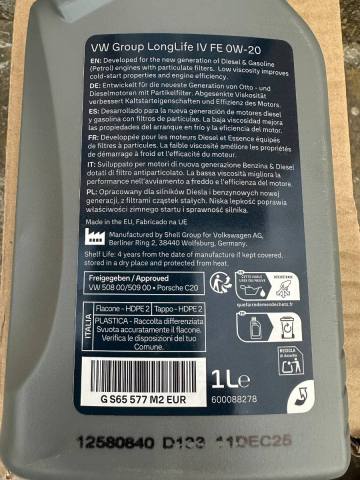 VW Group LongLife IV FE 0W-20
EN: Developed for the new generation of Diesel & Gasoline
(Petrol) engines with particulate filters. Low viscosity improves
cold-start properties and engine efficiency.
DE: Entwickelt für die neueste Generation von Otto - und
Dieselmotoren mit Partikelfilter. Abgesenkte Viskosität
verbessert Kaltstarteigenschaften und Effizienz des Motors.
ES: Desarrollado para la nueva generación de motores diesel
y gasolina con filtros de partículas. La baja viscosidad mejora
las propiedades del arranque en frío y la eficiencia del motor.
FR: Developpée pour les moteurs Diesel et Essence équipés
de filtres à particules. La faible viscosité améliore les propriétés
de démarrage à froid et l'efficacité du moteur.
IT: Sviluppato per motori di nuova generazione Benzina & Diesel
dotati di filtro antiparticolato. La bassa viscosità migliora la
performance nell'avviamento a freddo e l'efficienza del motore.
PL: Opracowany dla silników Diesla i benzynowych nowej
generacji, z filtrami cząstek stałych. Niska lepkość poprawia
właściwości zimnego startu i sprawność silnika.
Made in the EU, Fabricado na UE
Manufactured by Shell Group for Volkswagen AG,
Berliner Ring 2, 38440 Wolfsburg, Germany.
Shelf Life: 4 years from the date of manufacture if kept covered,
stored in a dry place and protected from heat.
Freigegeben / Approved
VW 508 00/509 00 • Porsche C20
ITALIA
Flacone - HDPE 2 Tappo - HDPE 2
PLASTICA - Raccolta differenziata
Svuota accuratamente il flacone.
Verifica le disposizioni del tuo
Comune.
quefairedemesdechets.fr
G S65 577 M2 EUR
1L e
600088278
12580840 D133 11DEC25